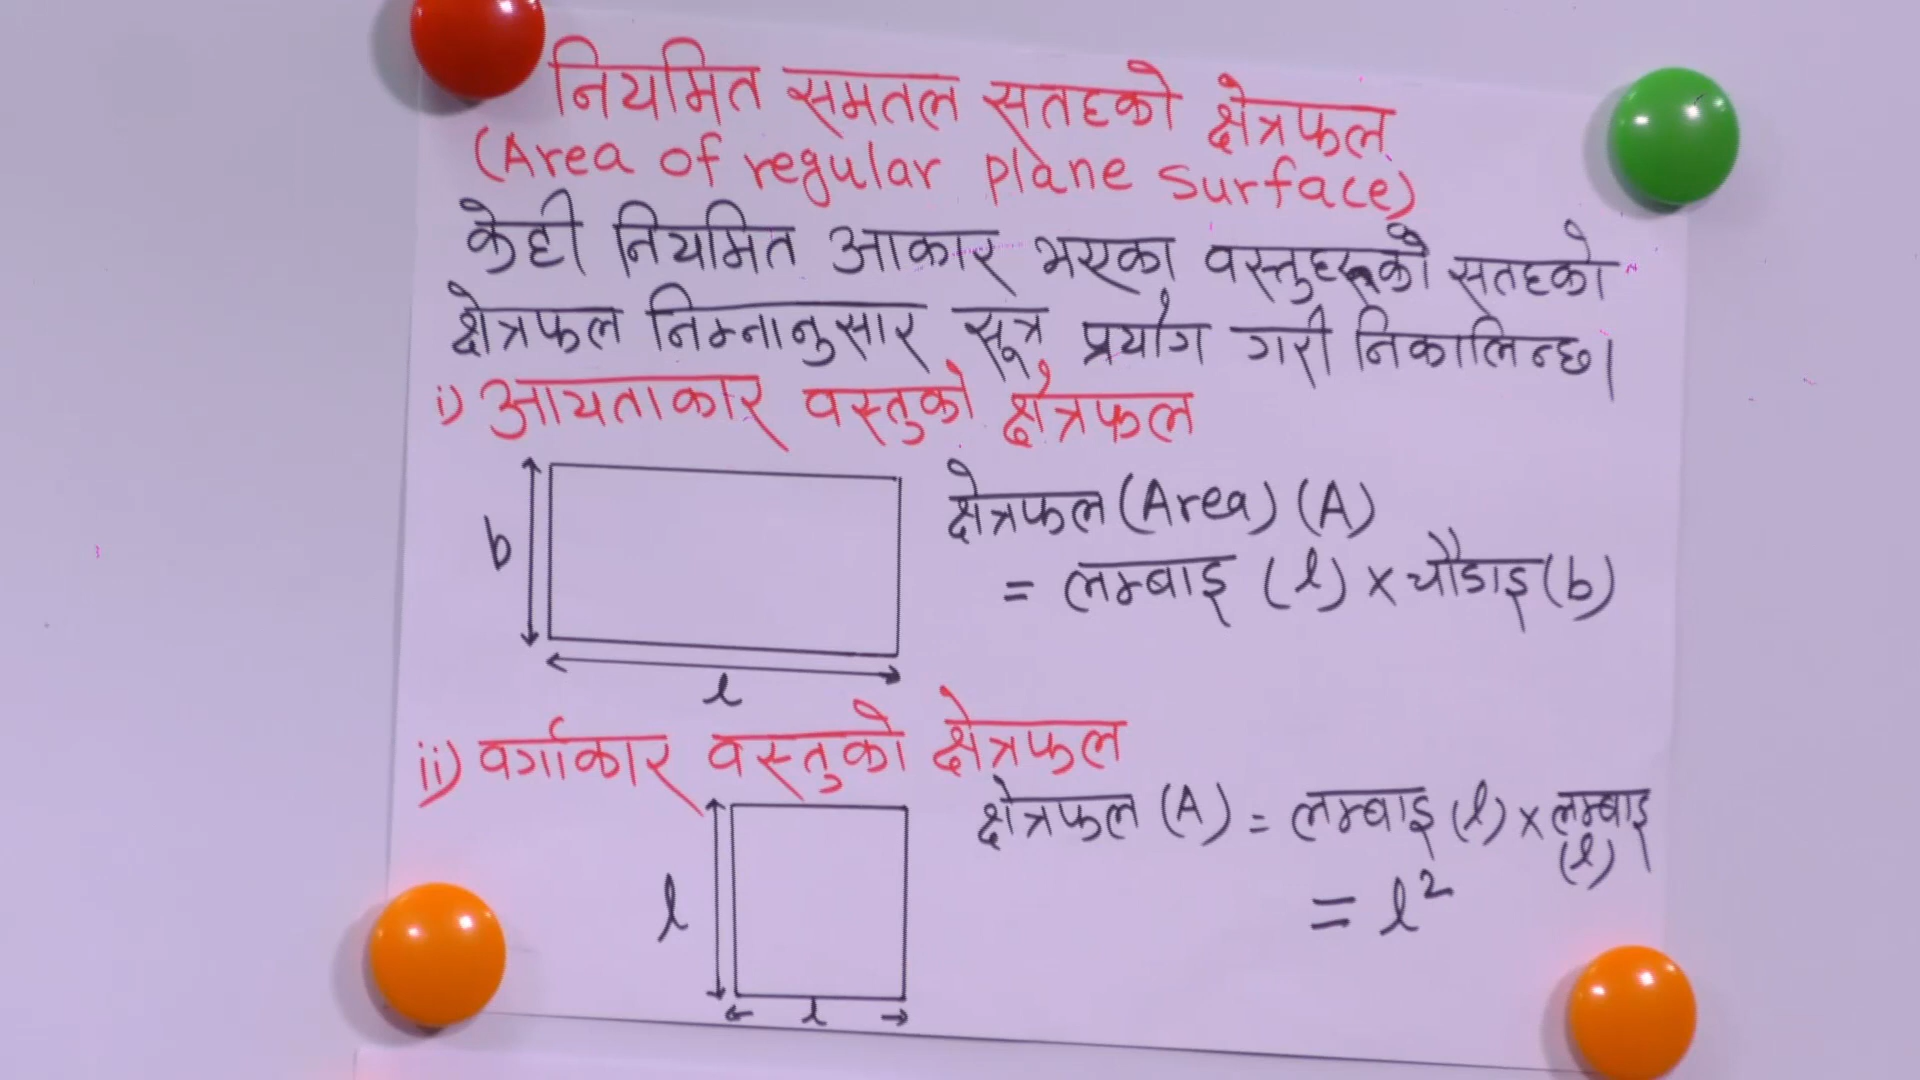 नियमित समतल सतहको क्षेत्रफल
(Area of regular plane surface)
केही नियमित आकार भएका वस्तुहरूको सतहको
क्षेत्रफल निम्नानुसार सूत्र प्रयोग गरी निकालिन्छ।
i) आयताकार वस्तुको क्षेत्रफल
b
l
क्षेत्रफल (Area) (A)
= लम्बाइ (l) × चौडाइ (b)
ii) वर्गाकार वस्तुको क्षेत्रफल
l
l
क्षेत्रफल (A) = लम्बाइ (l) × लम्बाइ
(l)
= l²